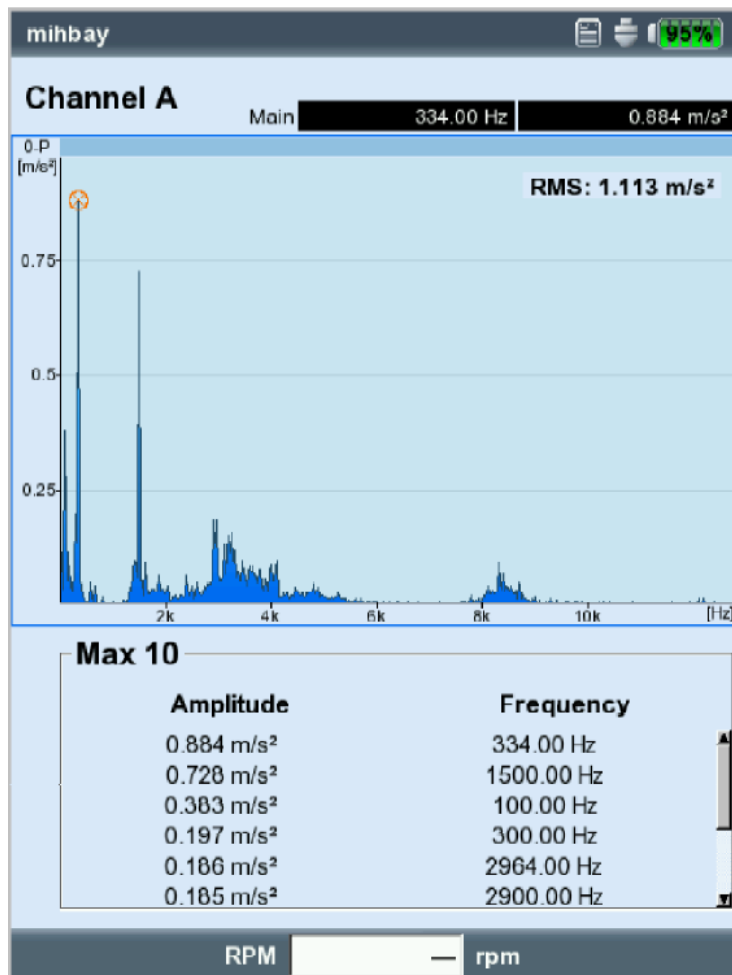 mihbay 95%
Channel A
Main 334.00 Hz 0.884 m/s²
0-P
[m/s²]
RMS: 1.113 m/s²
0.75
0.5
0.25
2k 4k 6k 8k 10k [Hz]
Max 10
Amplitude Frequency
0.884 m/s² 334.00 Hz
0.728 m/s² 1500.00 Hz
0.383 m/s² 100.00 Hz
0.197 m/s² 300.00 Hz
0.186 m/s² 2964.00 Hz
0.185 m/s² 2900.00 Hz
RPM — rpm